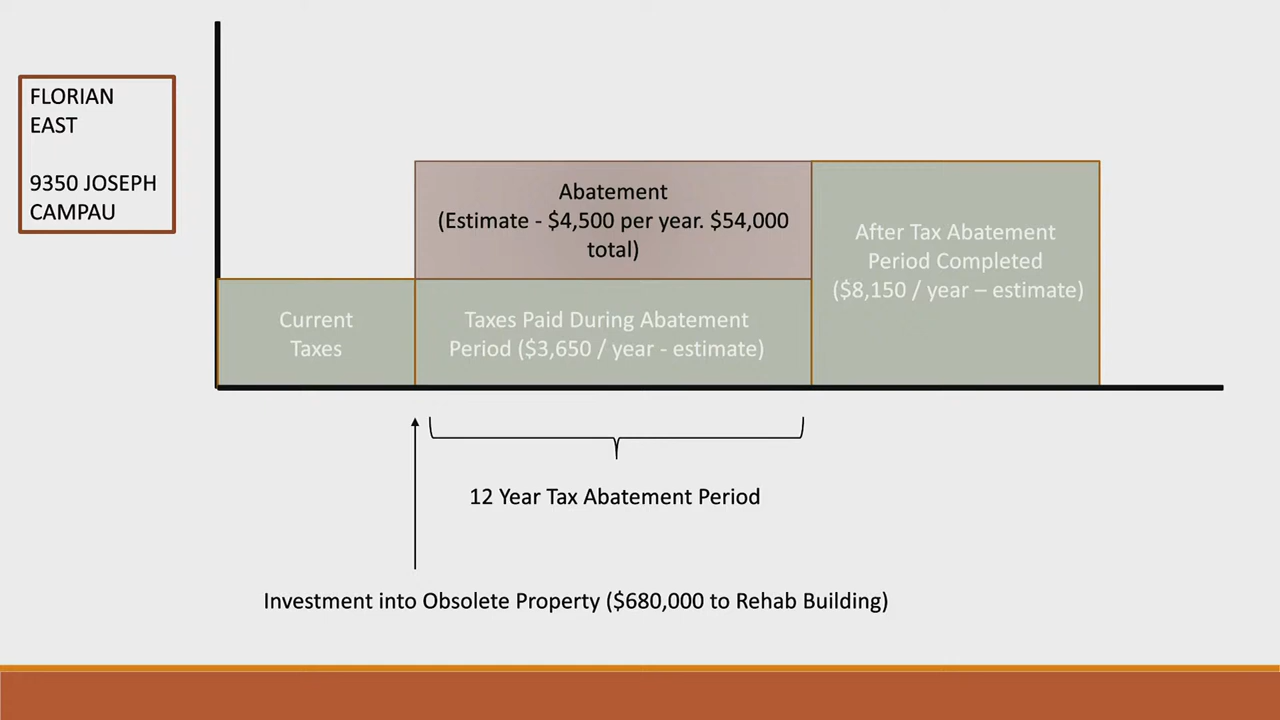 FLORIAN
EAST
9350 JOSEPH
CAMPAU
Abatement
(Estimate - $4,500 per year. $54,000
total)
After Tax Abatement
Period Completed
($8,150 / year – estimate)
Current
Taxes
Taxes Paid During Abatement
Period ($3,650 / year - estimate)
12 Year Tax Abatement Period
Investment into Obsolete Property ($680,000 to Rehab Building)